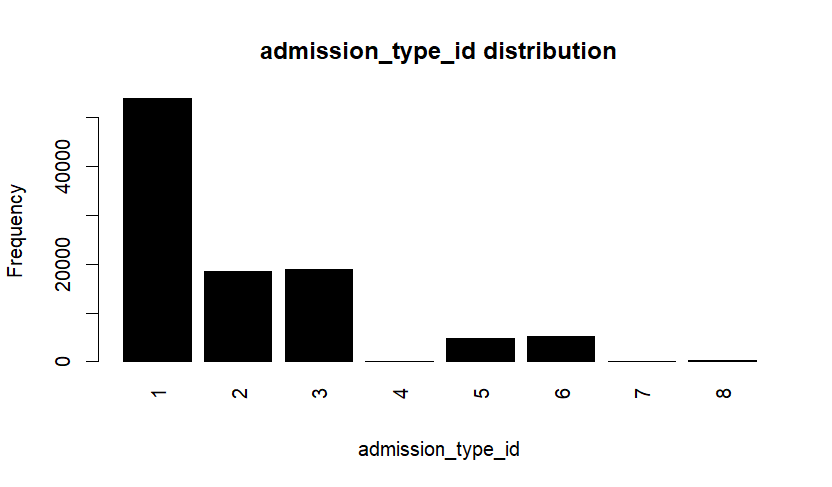 admission_type_id distribution
Frequency
40000
20000
0
1 2 3 4 5 6 7 8
admission_type_id